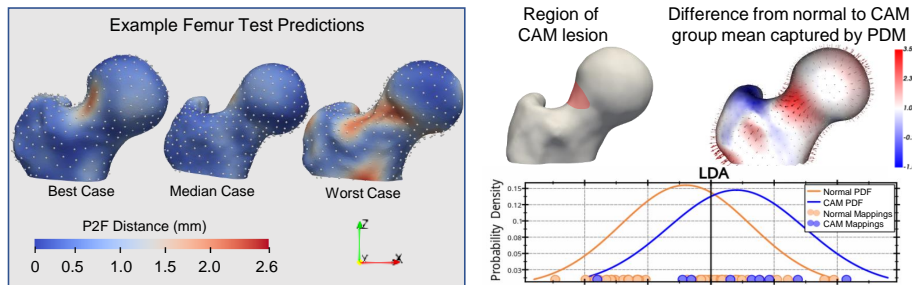 Example Femur Test Predictions
Best Case
Median Case
Worst Case
P2F Distance (mm)
0 0.5 1.0 1.5 2.0 2.6
Z
Y
X
Region of
CAM lesion
Difference from normal to CAM
group mean captured by PDM
3.5
0
LDA
Probability Density
0.15
0.1
0.12
0.08
0.05
0.03
Normal PDF
CAM PDF
Normal Mappings
CAM Mappings